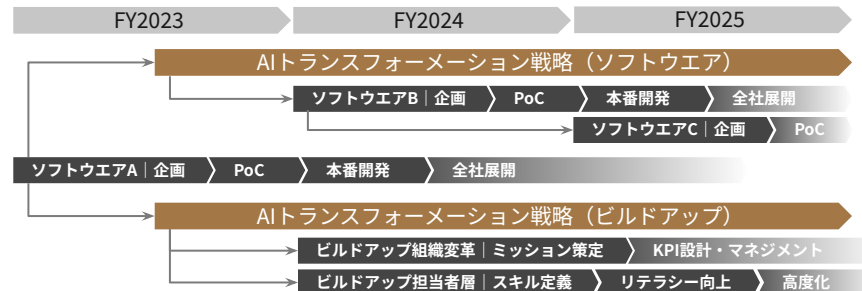 FY2023 FY2024 FY2025
AIトランスフォーメーション戦略（ソフトウエア）
ソフトウエアB｜企画 PoC 本番開発 全社展開
ソフトウエアC｜企画 PoC
ソフトウエアA｜企画 PoC 本番開発 全社展開
AIトランスフォーメーション戦略（ビルドアップ）
ビルドアップ組織変革｜ミッション策定 KPI設計・マネジメント
ビルドアップ担当者層｜スキル定義 リテラシー向上 高度化